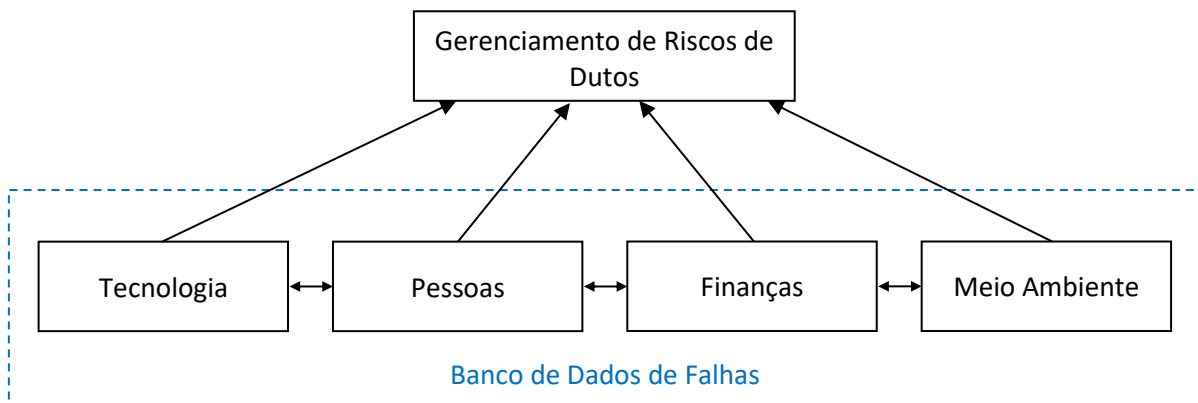 Gerenciamento de Riscos de
Dutos
Tecnologia
Pessoas
Finanças
Meio Ambiente
Banco de Dados de Falhas